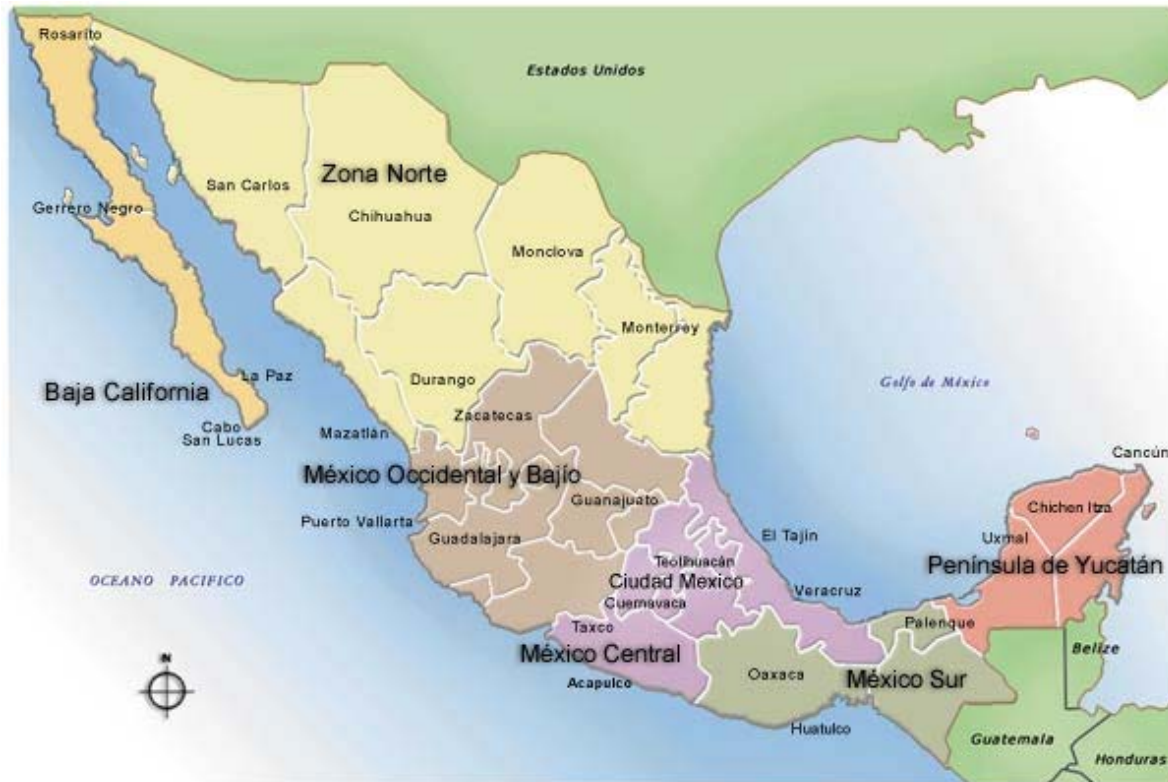 Rosarito
Estados Unidos
Zona Norte
San Carlos
Gerrero Negro
Chihuahua
Monclova
Monterrey
La Paz
Durango
Baja California
Golfo de México
Zacatecas
Cabo
San Lucas
Mazatlán
Cancún
México Occidental y Bajío
Guanajuato
Chichen Itza
Puerto Vallarta
Guadalajara
El Tajín
Uxmal
Teotihuacán
Península de Yucatán
OCEANO PACIFICO
Ciudad Mexico
Veracruz
Cuernavaca
Palenque
Taxco
Belize
México Central
N
Oaxaca
México Sur
Acapulco
Huatulco
Guatemala
Honduras